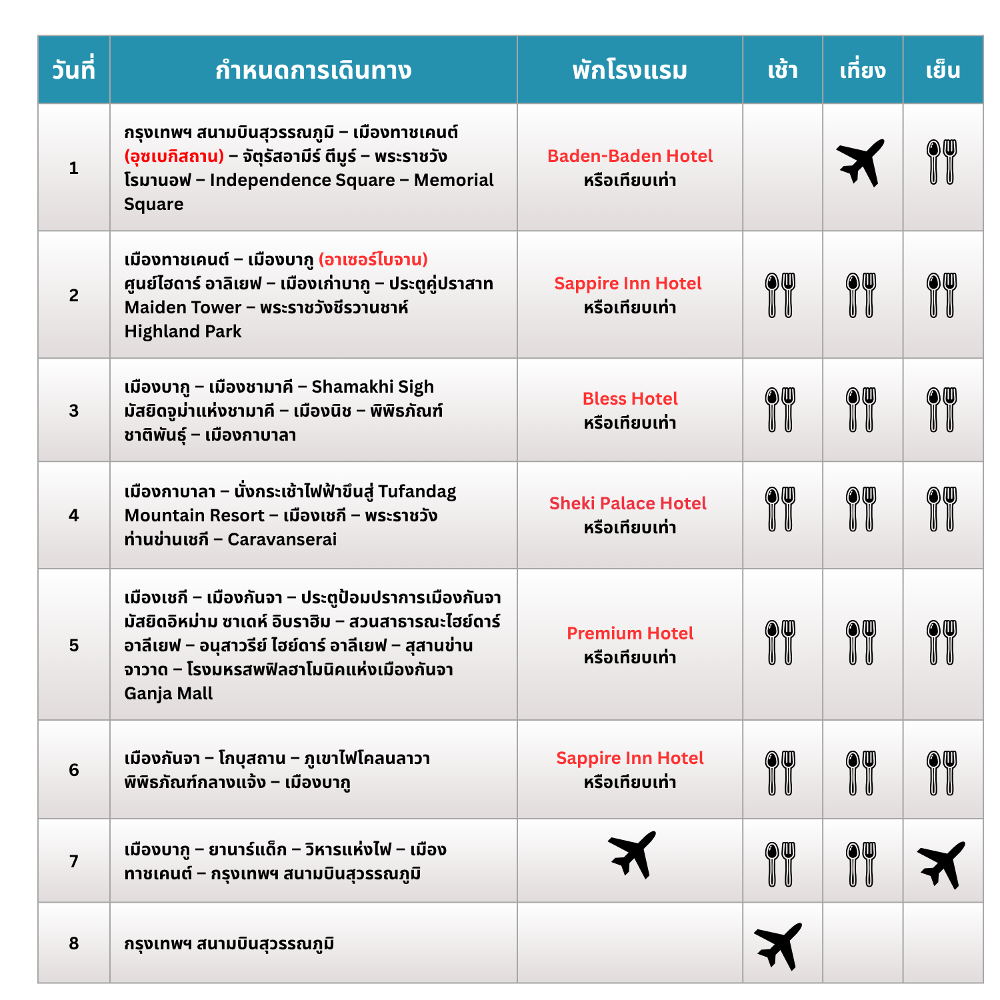 วันที่ กำหนดการเดินทาง พักโรงแรม เช้า เที่ยง เย็น
1
กรุงเทพฯ สนามบินสุวรรณภูมิ – เมืองทาชเคนต์
(อุซเบกิสถาน) – จัตุรัสอามีร์ ตีมูร์ – พระราชวัง
โรมานอฟ – Independence Square – Memorial
Square
Baden-Baden Hotel
หรือเทียบเท่า
2
เมืองทาชเคนต์ – เมืองบากู (อาเซอร์ไบจาน)
ศูนย์ไฮดาร์ อาลิเยฟ – เมืองเก่าบากู – ประตูคู่ปราสาท
Maiden Tower – พระราชวังชีรวานชาห์
Highland Park
Sappire Inn Hotel
หรือเทียบเท่า
3
เมืองบากู – เมืองชามาคี – Shamakhi Sigh
มัสยิดจูม่าแห่งชามาคี – เมืองนิช – พิพิธภัณฑ์
ชาติพันธุ์ – เมืองกาบาลา
Bless Hotel
หรือเทียบเท่า
4
เมืองกาบาลา – นั่งกระเช้าไฟฟ้าขึ้นสู่ Tufandag
Mountain Resort – เมืองเชกี – พระราชวัง
ท่านข่านเชกี – Caravanserai
Sheki Palace Hotel
หรือเทียบเท่า
5
เมืองเชกี – เมืองกันจา – ประตูป้อมปราการเมืองกันจา
มัสยิดอิหม่าม ซาเดห์ อิบราฮิม – สวนสาธารณะไฮย์ดาร์
อาลีเยฟ – อนุสาวรีย์ ไฮย์ดาร์ อาลีเยฟ – สุสานข่าน
จาวาด – โรงมหรสพฟิลฮาโมนิคแห่งเมืองกันจา
Ganja Mall
Premium Hotel
หรือเทียบเท่า
6
เมืองกันจา – โกบุสถาน – ภูเขาไฟโคลนลาวา
พิพิธภัณฑ์กลางแจ้ง – เมืองบากู
Sappire Inn Hotel
หรือเทียบเท่า
7
เมืองบากู – ยานาร์แด็ก – วิหารแห่งไฟ – เมือง
ทาชเคนต์ – กรุงเทพฯ สนามบินสุวรรณภูมิ
8
กรุงเทพฯ สนามบินสุวรรณภูมิ